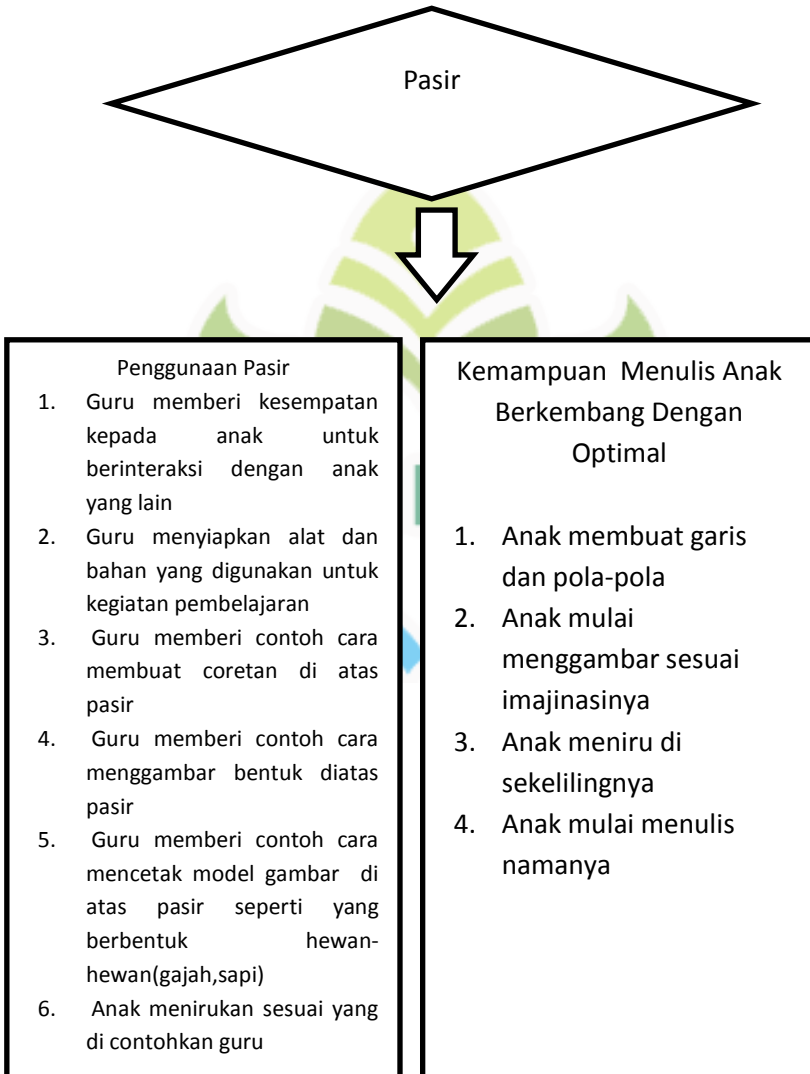 Pasir
Penggunaan Pasir
1. Guru memberi kesempatan
kepada anak untuk
berinteraksi dengan anak
yang lain
2. Guru menyiapkan alat dan
bahan yang digunakan untuk
kegiatan pembelajaran
3. Guru memberi contoh cara
membuat coretan di atas
pasir
4. Guru memberi contoh cara
menggambar bentuk diatas
pasir
5. Guru memberi contoh cara
mencetak model gambar di
atas pasir seperti yang
berbentuk hewan-
hewan(gajah,sapi)
6. Anak menirukan sesuai yang
di contohkan guru
Kemampuan Menulis Anak
Berkembang Dengan
Optimal
1. Anak membuat garis
dan pola-pola
2. Anak mulai
menggambar sesuai
imajinasinya
3. Anak meniru di
sekelilingnya
4. Anak mulai menulis
namanya